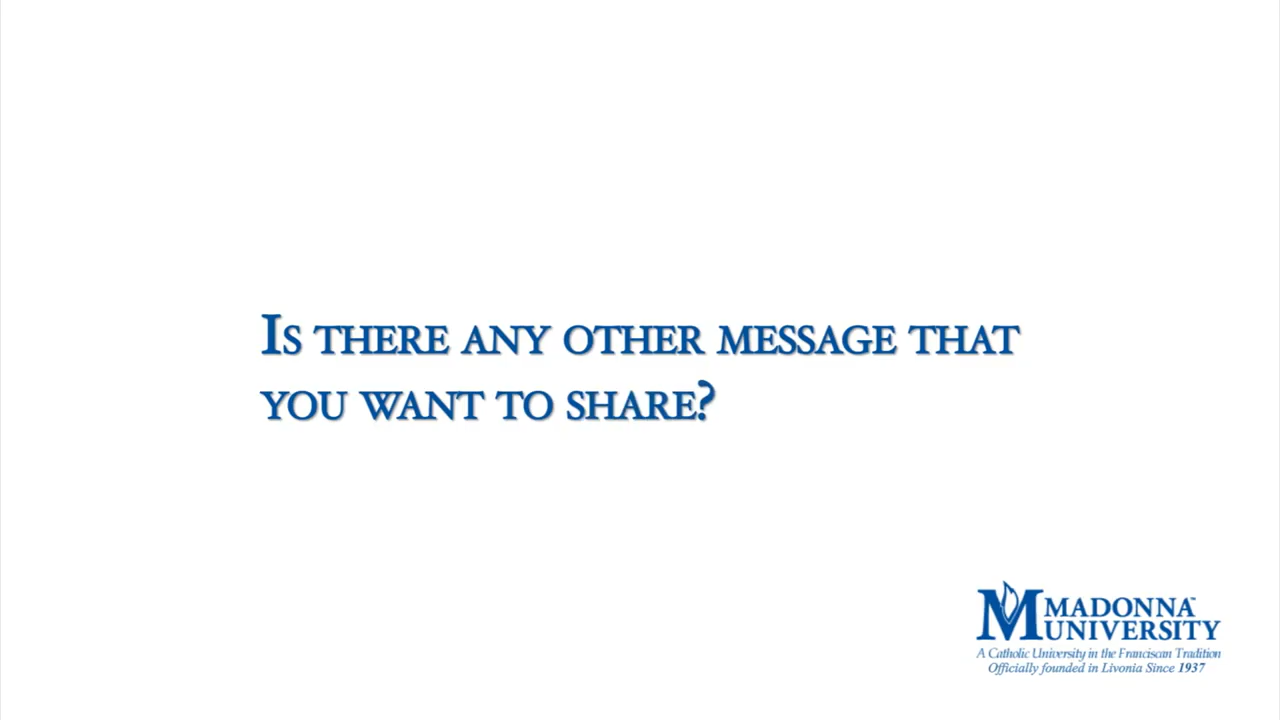 Is there any other message that
you want to share?
MADONNA™
UNIVERSITY
A Catholic University in the Franciscan Tradition
Officially founded in Livonia Since 1937